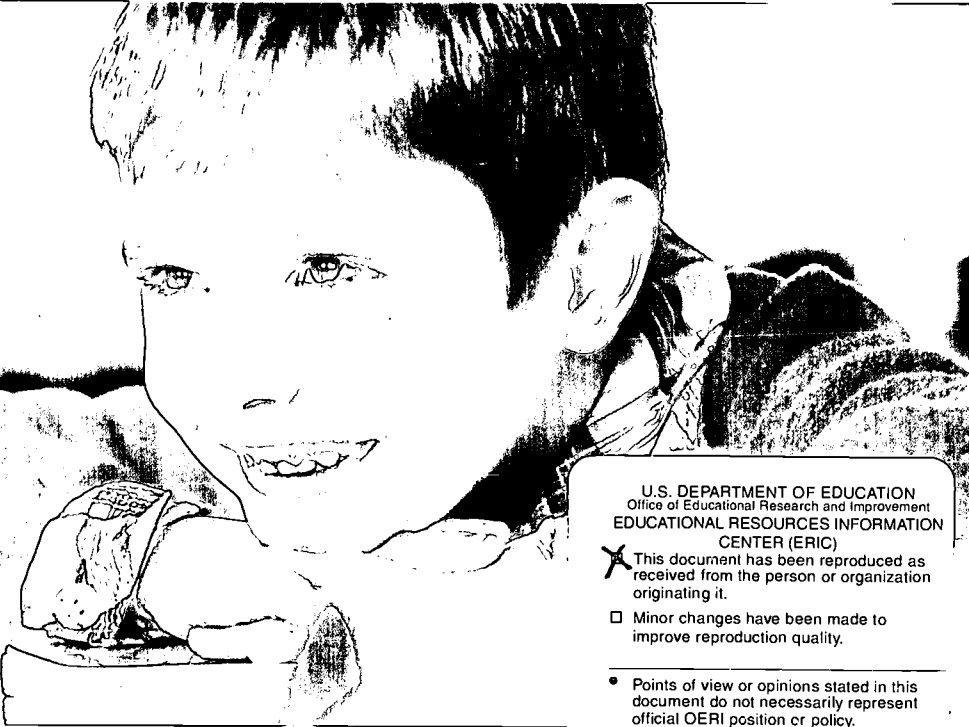 U.S. DEPARTMENT OF EDUCATION
Office of Educational Research and Improvement
EDUCATIONAL RESOURCES INFORMATION
CENTER (ERIC)
This document has been reproduced as
received from the person or organization
originating it.
□ Minor changes have been made to
improve reproduction quality.
• Points of view or opinions stated in this
document do not necessarily represent
official OERI position or policy.